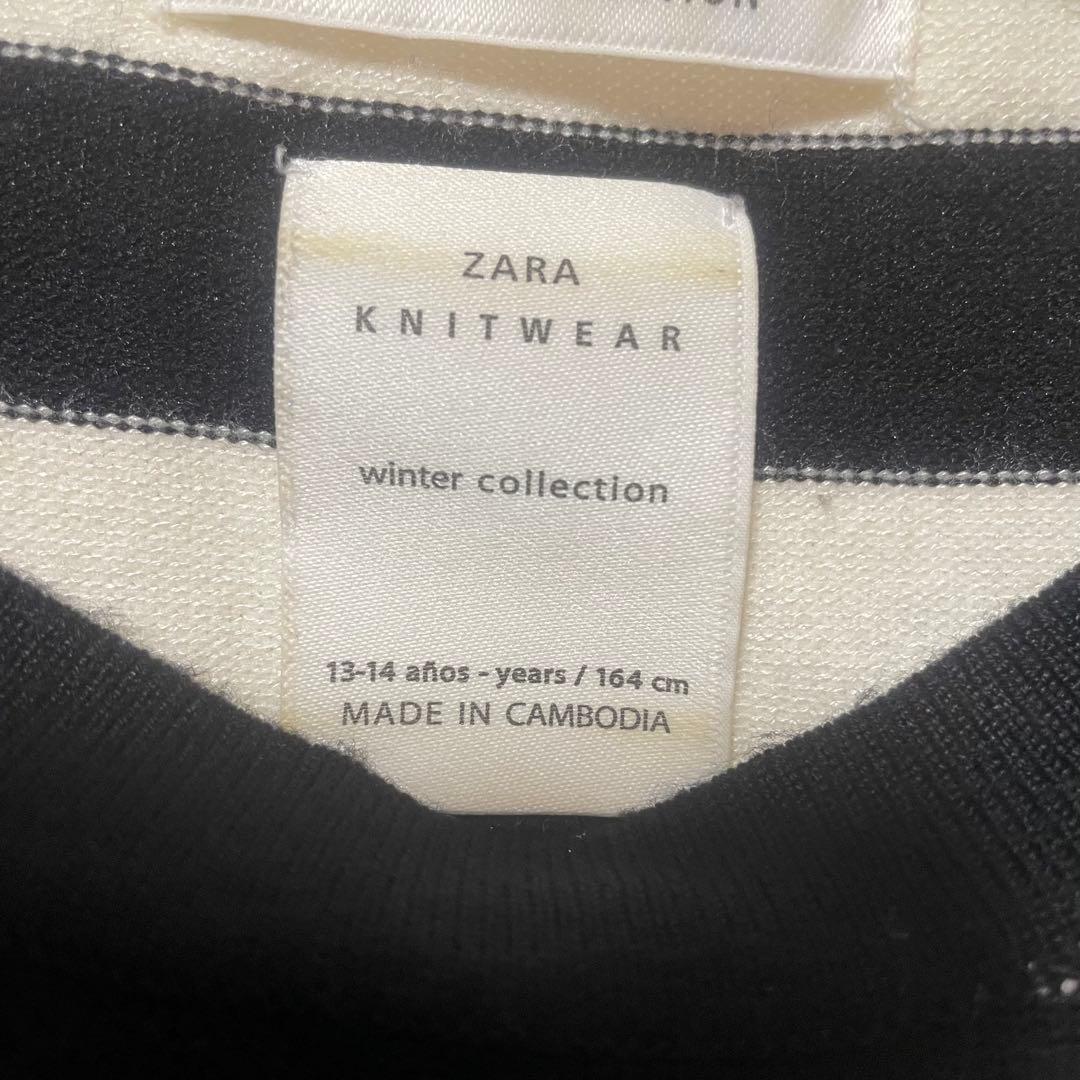 ZARA
KNITWEAR
winter collection
13-14 años - years / 164 cm
MADE IN CAMBODIA